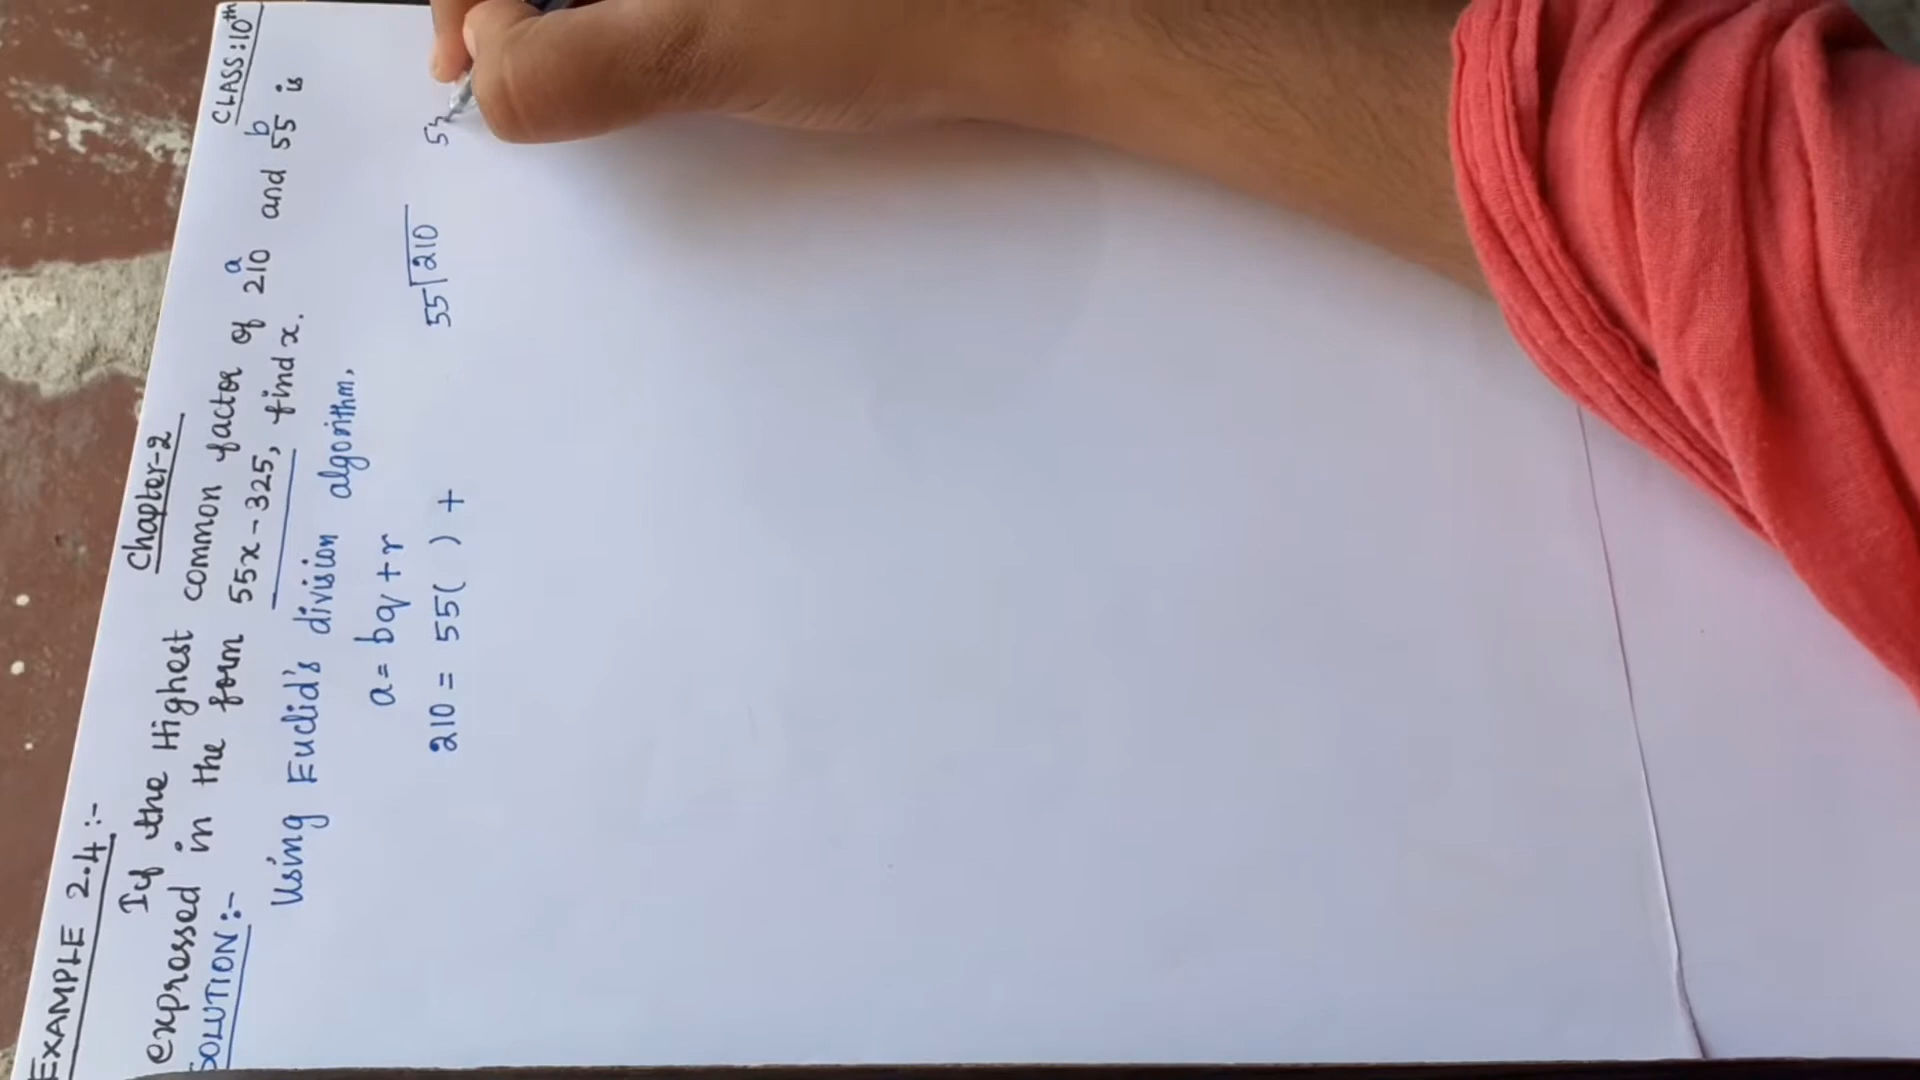 CLASS:10th
Chapter-2
EXAMPLE 2.4:-
If the Highest common factor of 210 and 55 is
a b
expressed in the form 55x-325, find x.
SOLUTION:-
Using Euclid's division algorithm,
a = bq + r
210 = 55( ) +
55 210